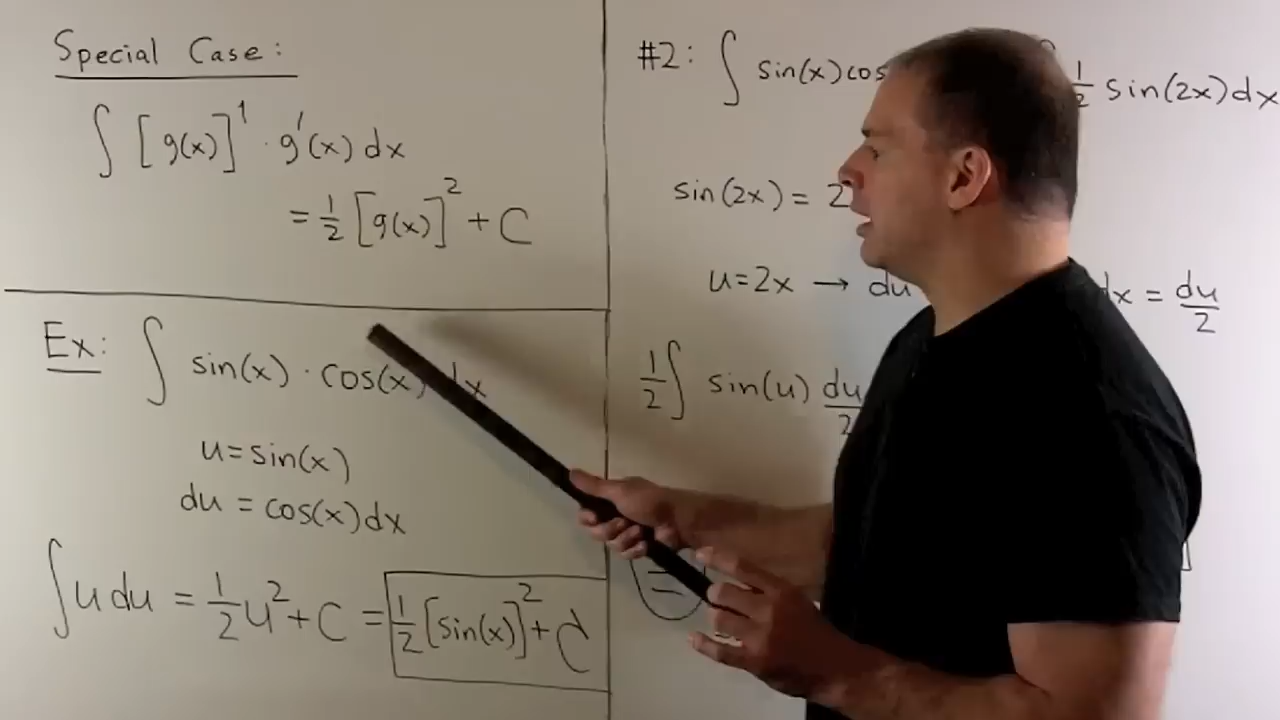 Special Case:
∫ [g(x)]¹ · g'(x) dx
= 1/2 [g(x)]² + C
Ex: ∫ sin(x) · cos(x) dx
u = sin(x)
du = cos(x) dx
∫ u du = 1/2 u² + C = 1/2 [sin(x)]² + C
#2: ∫ sin(x) cos 1/2 sin(2x) dx
sin(2x) = 2
u = 2x → du dx = du/2
1/2 ∫ sin(u) du/2
=